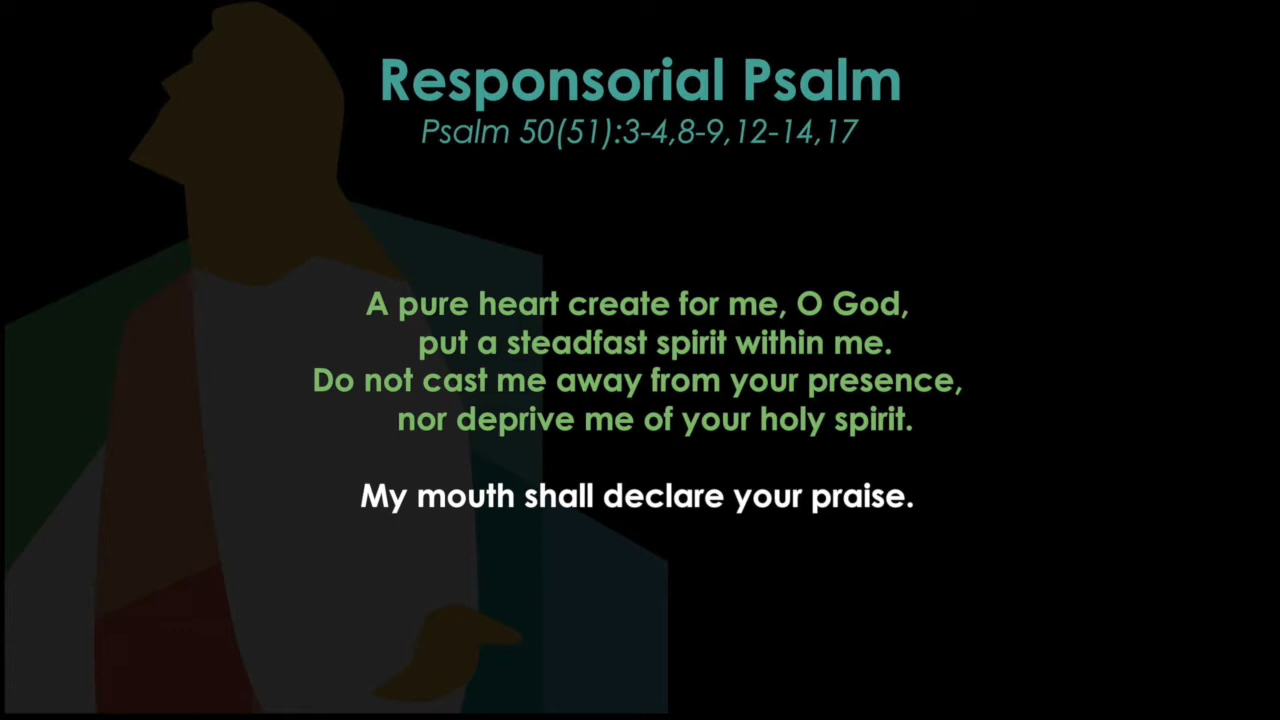 Responsorial Psalm
Psalm 50(51):3-4,8-9,12-14,17
A pure heart create for me, O God,
put a steadfast spirit within me.
Do not cast me away from your presence,
nor deprive me of your holy spirit.
My mouth shall declare your praise.